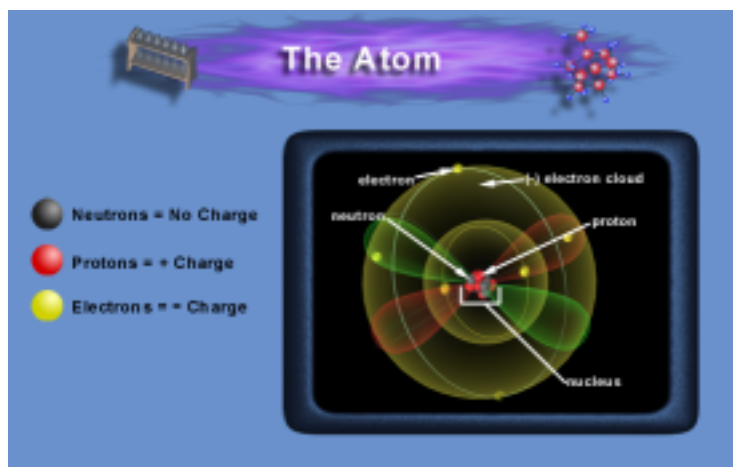 The Atom
electron
(-) electron cloud
neutron
proton
Neutrons = No Charge
Protons = + Charge
Electrons = - Charge
nucleus